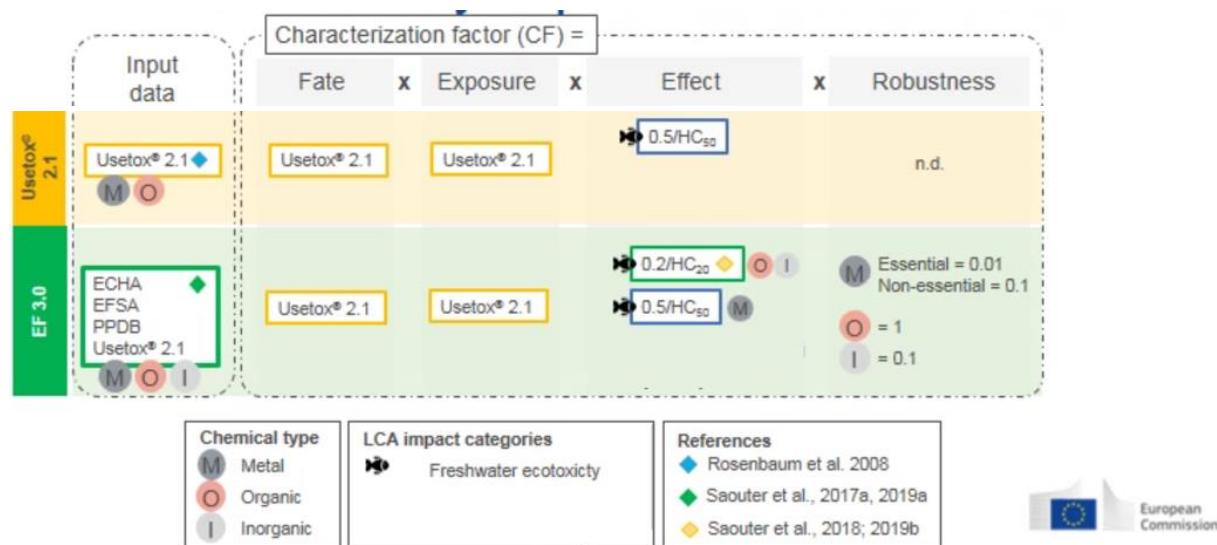 Characterization factor (CF) =
Input
data
Fate x Exposure x Effect x Robustness
Usetox® 2.1
Usetox® 2.1
M O
Usetox® 2.1
Usetox® 2.1
0.5/HC50
n.d.
EF 3.0
ECHA
EFSA
PPDB
Usetox® 2.1
M O I
Usetox® 2.1
Usetox® 2.1
0.2/HC20 O I
0.5/HC50 M
M Essential = 0.01
Non-essential = 0.1
O = 1
I = 0.1
Chemical type
M Metal
O Organic
I Inorganic
LCA impact categories
Freshwater ecotoxicty
References
Rosenbaum et al. 2008
Saouter et al., 2017a, 2019a
Saouter et al., 2018; 2019b
European
Commission